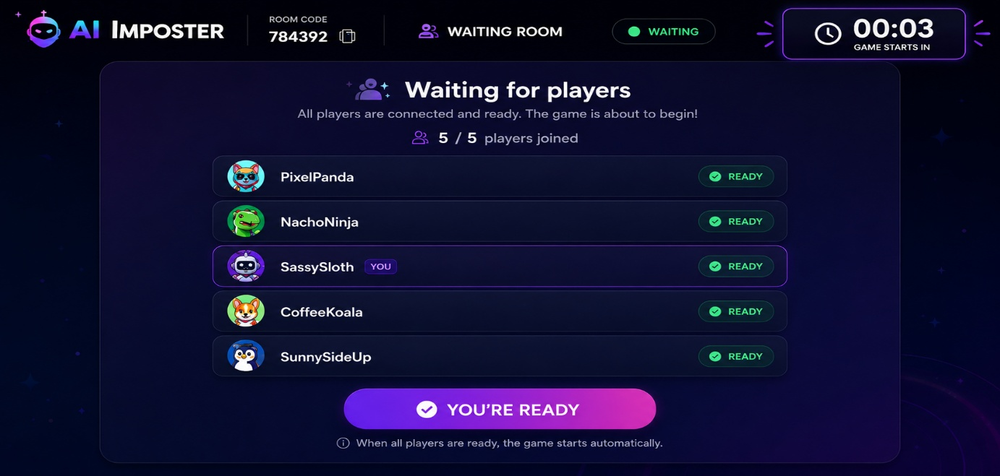 AI IMPOSTER
ROOM CODE
784392
WAITING ROOM
WAITING
00:03
GAME STARTS IN
Waiting for players
All players are connected and ready. The game is about to begin!
5 / 5 players joined
PixelPanda READY
NachoNinja READY
SassySloth YOU READY
CoffeeKoala READY
SunnySideUp READY
YOU'RE READY
When all players are ready, the game starts automatically.